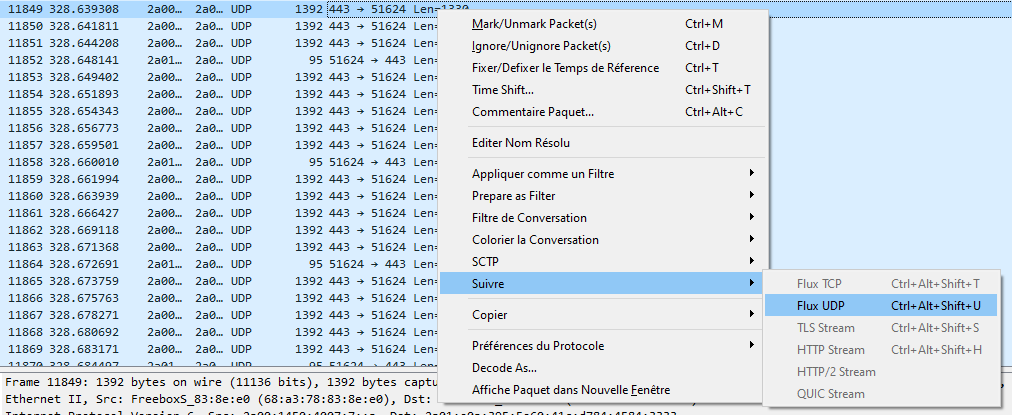 11849 328.639308 2a00… 2a0… UDP 1392 443 → 51624 Len=1330
11850 328.641811 2a00… 2a0… UDP 1392 443 → 51624 Len=
11851 328.644208 2a00… 2a0… UDP 1392 443 → 51624 Len=
11852 328.648141 2a01… 2a0… UDP 95 51624 → 443 Len=
11853 328.649402 2a00… 2a0… UDP 1392 443 → 51624 Len=
11854 328.651893 2a00… 2a0… UDP 1392 443 → 51624 Len=
11855 328.654343 2a00… 2a0… UDP 1392 443 → 51624 Len=
11856 328.656773 2a00… 2a0… UDP 1392 443 → 51624 Len=
11857 328.659501 2a00… 2a0… UDP 1392 443 → 51624 Len=
11858 328.660010 2a01… 2a0… UDP 95 51624 → 443 Len=
11859 328.661994 2a00… 2a0… UDP 1392 443 → 51624 Len=
11860 328.663939 2a00… 2a0… UDP 1392 443 → 51624 Len=
11861 328.666427 2a00… 2a0… UDP 1392 443 → 51624 Len=
11862 328.669118 2a00… 2a0… UDP 1392 443 → 51624 Len=
11863 328.671368 2a00… 2a0… UDP 1392 443 → 51624 Len=
11864 328.672691 2a01… 2a0… UDP 95 51624 → 443 Len=
11865 328.673759 2a00… 2a0… UDP 1392 443 → 51624 Len=
11866 328.675763 2a00… 2a0… UDP 1392 443 → 51624 Len=
11867 328.678271 2a00… 2a0… UDP 1392 443 → 51624 Len=
11868 328.680692 2a00… 2a0… UDP 1392 443 → 51624 Len=
11869 328.683171 2a00… 2a0… UDP 1392 443 → 51624 Len=
11870 328.684497 2a01… 2a0… UDP 95 51624 → 443 Len=
Frame 11849: 1392 bytes on wire (11136 bits), 1392 bytes captu
Ethernet II, Src: FreeboxS_83:8e:e0 (68:a3:78:83:8e:e0), Dst:
Mark/Unmark Packet(s) Ctrl+M
Ignore/Unignore Packet(s) Ctrl+D
Fixer/Defixer le Temps de Réference Ctrl+T
Time Shift... Ctrl+Shift+T
Commentaire Paquet... Ctrl+Alt+C
Editer Nom Résolu
Appliquer comme un Filtre
Prepare as Filter
Filtre de Conversation
Colorier la Conversation
SCTP
Suivre
Copier
Préférences du Protocole
Decode As...
Affiche Paquet dans Nouvelle Fenêtre
Flux TCP Ctrl+Alt+Shift+T
Flux UDP Ctrl+Alt+Shift+U
TLS Stream Ctrl+Alt+Shift+S
HTTP Stream Ctrl+Alt+Shift+H
HTTP/2 Stream
QUIC Stream